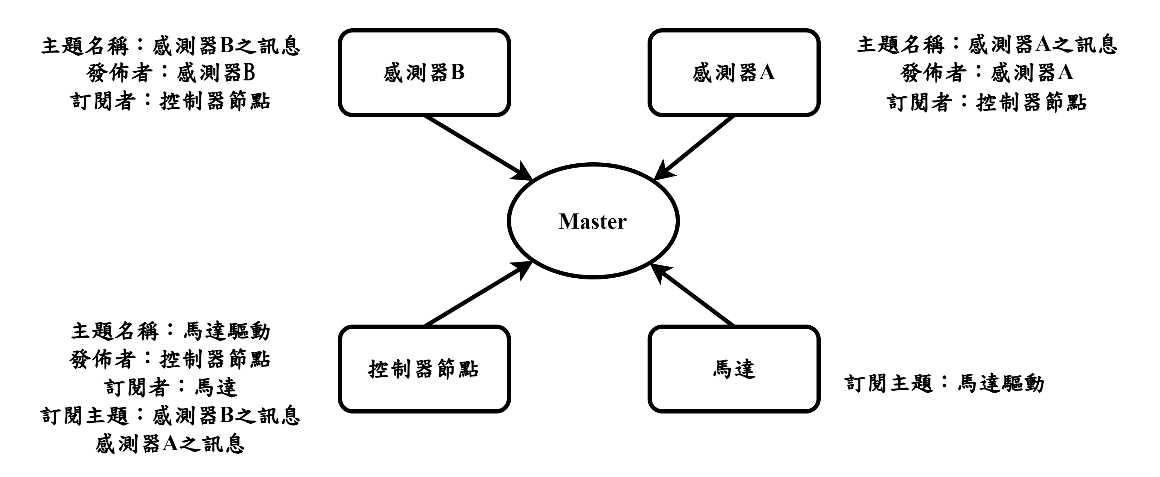 主題名稱：感測器B之訊息
發佈者：感測器B
訂閱者：控制器節點
感測器B
感測器A
主題名稱：感測器A之訊息
發佈者：感測器A
訂閱者：控制器節點
Master
主題名稱：馬達驅動
發佈者：控制器節點
訂閱者：馬達
訂閱主題：感測器B之訊息
感測器A之訊息
控制器節點
馬達
訂閱主題：馬達驅動